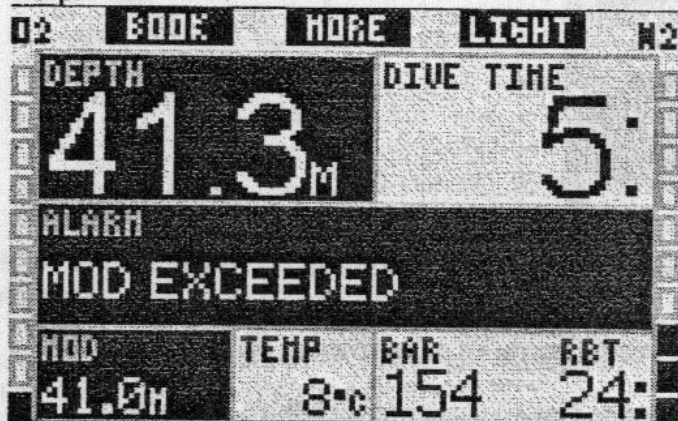 O2 BOOK MORE LIGHT N2
DEPTH DIVE TIME
41.3M 5:
ALARM
MOD EXCEEDED
MOD TEMP BAR RBT
41.0M 8°C 154 24: